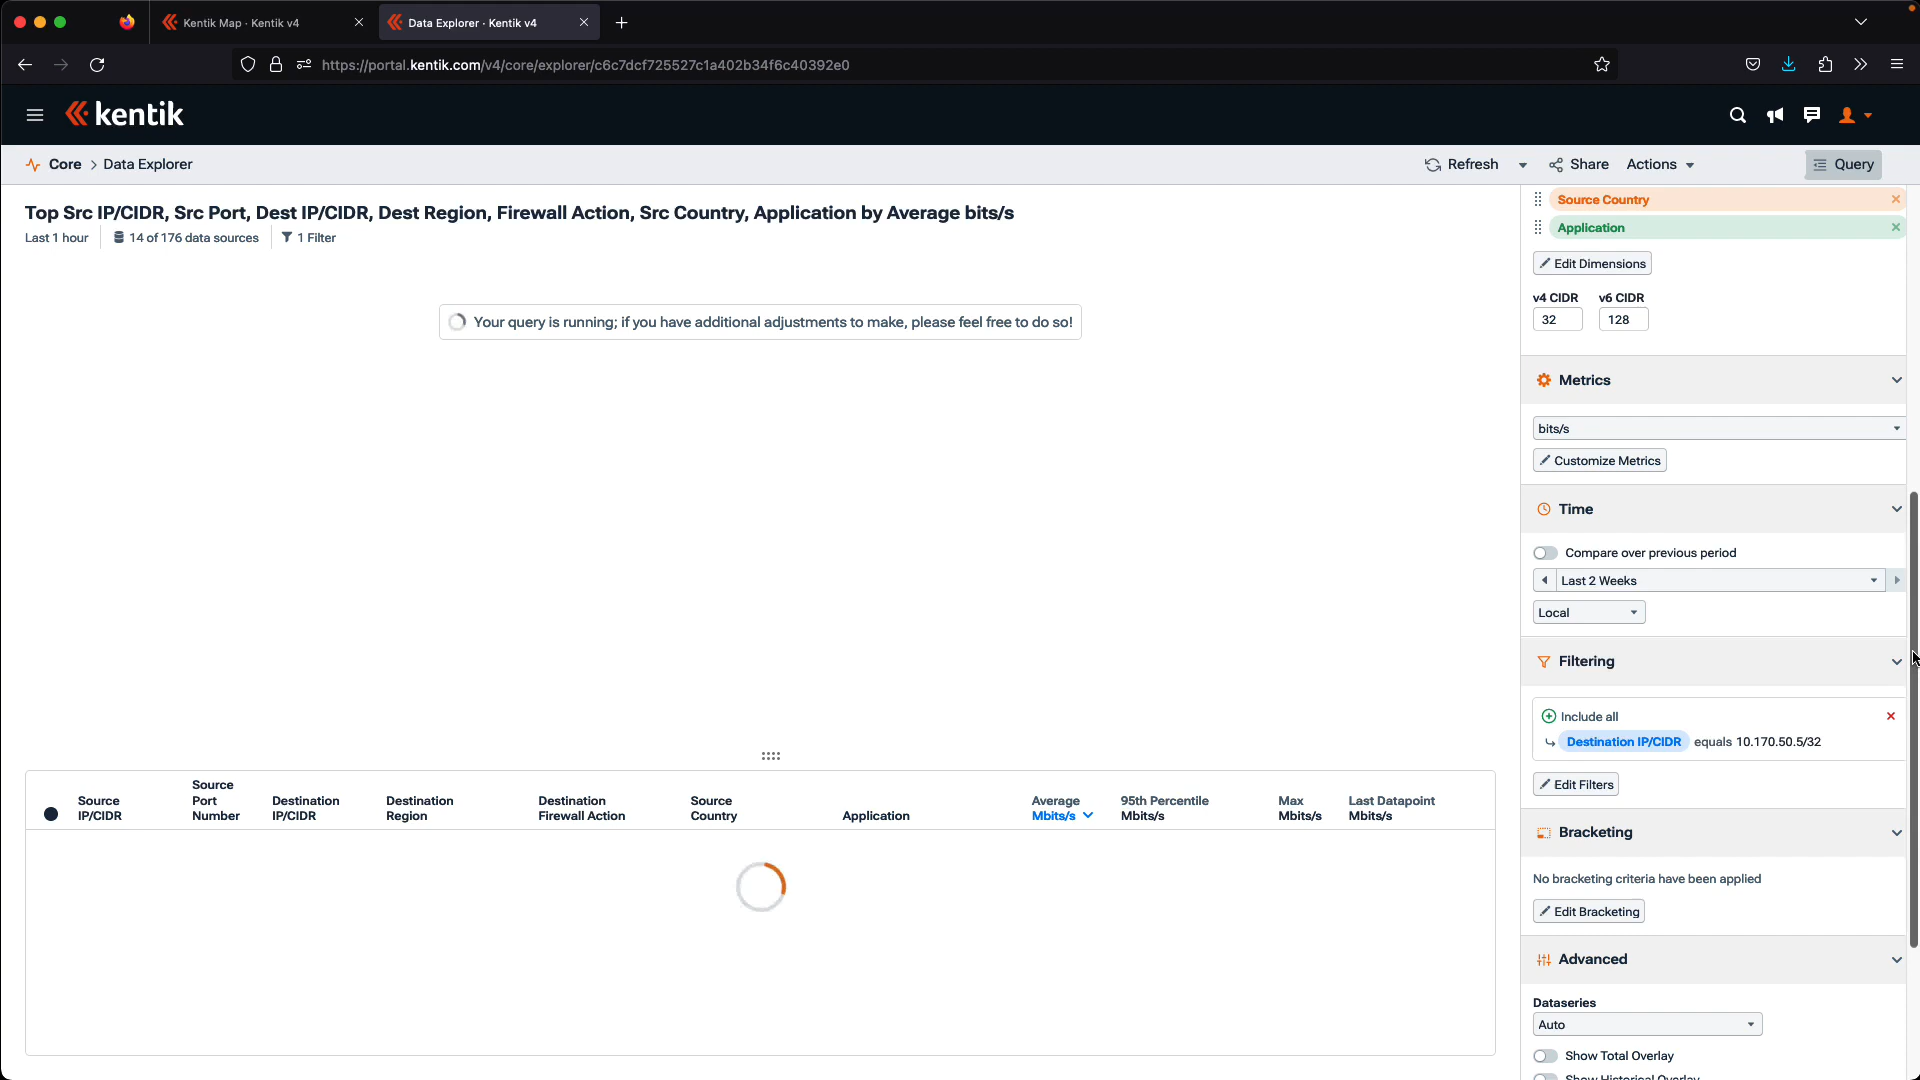 Kentik Map · Kentik v4
Data Explorer · Kentik v4
https://portal.kentik.com/v4/core/explorer/c6c7dcf725527c1a402b34f6c40392e0
kentik
Core > Data Explorer
Refresh
Share
Actions
Query
Top Src IP/CIDR, Src Port, Dest IP/CIDR, Dest Region, Firewall Action, Src Country, Application by Average bits/s
Last 1 hour
14 of 176 data sources
1 Filter
Your query is running; if you have additional adjustments to make, please feel free to do so!
Source IP/CIDR
Source Port Number
Destination IP/CIDR
Destination Region
Destination Firewall Action
Source Country
Application
Average Mbits/s
95th Percentile Mbits/s
Max Mbits/s
Last Datapoint Mbits/s
Source Country
Application
Edit Dimensions
v4 CIDR
v6 CIDR
32
128
Metrics
bits/s
Customize Metrics
Time
Compare over previous period
Last 2 Weeks
Local
Filtering
Include all
Destination IP/CIDR equals 10.170.50.5/32
Edit Filters
Bracketing
No bracketing criteria have been applied
Edit Bracketing
Advanced
Dataseries
Auto
Show Total Overlay
Show Historical Overlay